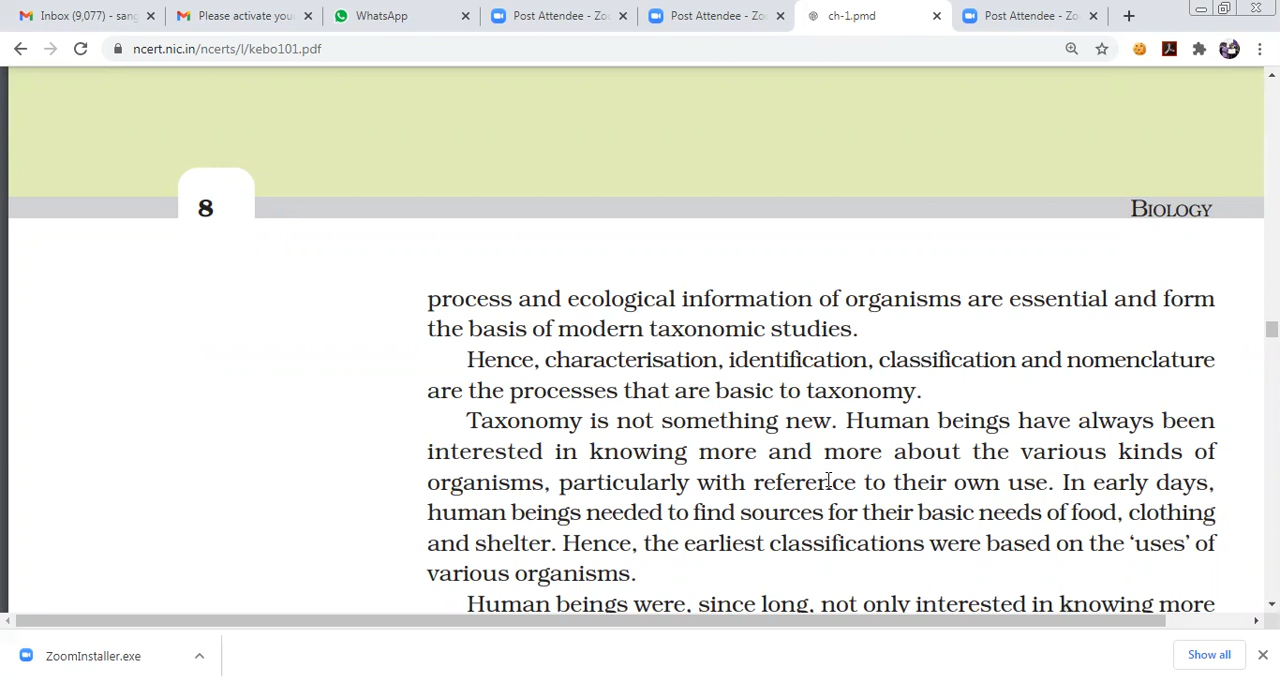 Inbox (9,077) - sang
Please activate your
WhatsApp
Post Attendee - Zoo
Post Attendee - Zoo
ch-1.pmd
Post Attendee - Zoo
ncert.nic.in/ncerts/l/kebo101.pdf
8
BIOLOGY
process and ecological information of organisms are essential and form
the basis of modern taxonomic studies.
Hence, characterisation, identification, classification and nomenclature
are the processes that are basic to taxonomy.
Taxonomy is not something new. Human beings have always been
interested in knowing more and more about the various kinds of
organisms, particularly with reference to their own use. In early days,
human beings needed to find sources for their basic needs of food, clothing
and shelter. Hence, the earliest classifications were based on the ‘uses’ of
various organisms.
Human beings were, since long, not only interested in knowing more
ZoomInstaller.exe
Show all